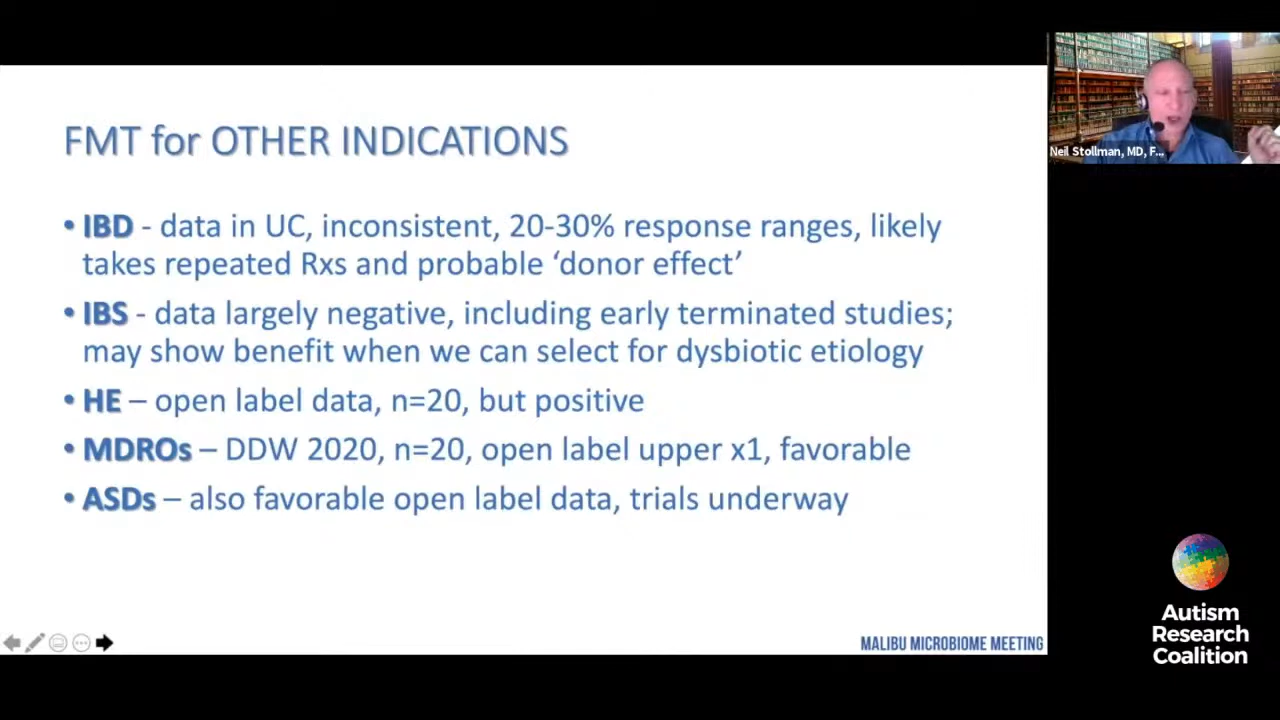 FMT for OTHER INDICATIONS
• IBD - data in UC, inconsistent, 20-30% response ranges, likely
takes repeated Rxs and probable ‘donor effect’
• IBS - data largely negative, including early terminated studies;
may show benefit when we can select for dysbiotic etiology
• HE – open label data, n=20, but positive
• MDROs – DDW 2020, n=20, open label upper x1, favorable
• ASDs – also favorable open label data, trials underway
MALIBU MICROBIOME MEETING
Neil Stollman, MD, F...
Autism
Research
Coalition